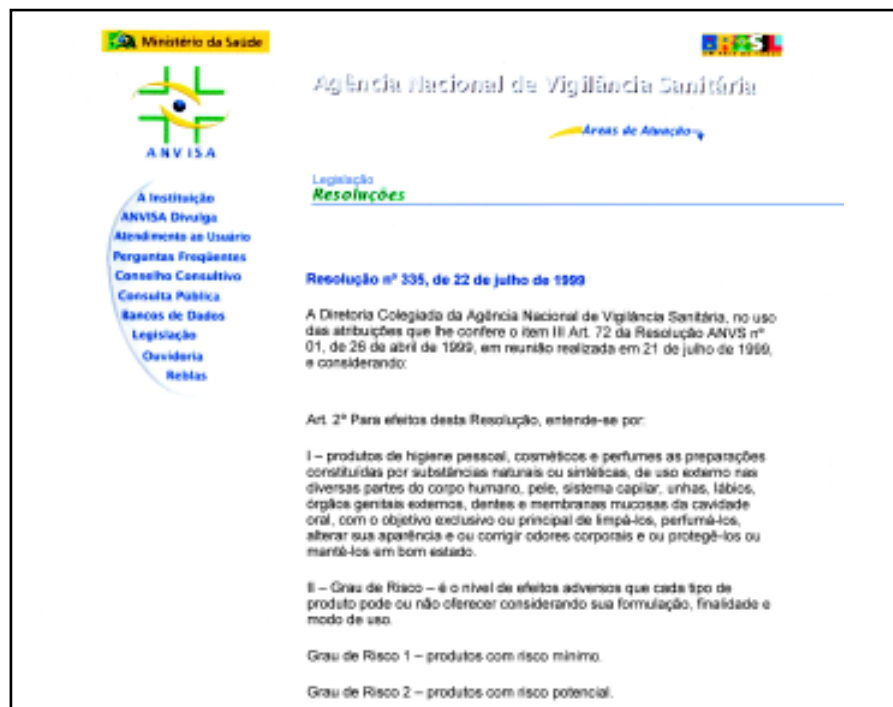 Ministério da Saúde
BRASIL
Agência Nacional de Vigilância Sanitária
ANVISA
Áreas de Atuação
Legislação
Resoluções
A Instituição
ANVISA Divulga
Atendimento ao Usuário
Perguntas Freqüentes
Conselho Consultivo
Consulta Pública
Bancos de Dados
Legislação
Ouvidoria
Reblas
Resolução nº 335, de 22 de julho de 1999
A Diretoria Colegiada da Agência Nacional de Vigilância Sanitária, no uso
das atribuições que lhe confere o item III Art. 72 da Resolução ANVS nº
01, de 26 de abril de 1999, em reunião realizada em 21 de julho de 1999,
e considerando:
Art. 2º Para efeitos desta Resolução, entende-se por:
I – produtos de higiene pessoal, cosméticos e perfumes as preparações
constituídas por substâncias naturais ou sintéticas, de uso externo nas
diversas partes do corpo humano, pele, sistema capilar, unhas, lábios,
órgãos genitais externos, dentes e membranas mucosas da cavidade
oral, com o objetivo exclusivo ou principal de limpá-los, perfumá-los,
alterar sua aparência e ou corrigir odores corporais e ou protegê-los ou
mantê-los em bom estado.
II – Grau de Risco – é o nível de efeitos adversos que cada tipo de
produto pode ou não oferecer considerando sua formulação, finalidade e
modo de uso.
Grau de Risco 1 – produtos com risco mínimo.
Grau de Risco 2 – produtos com risco potencial.